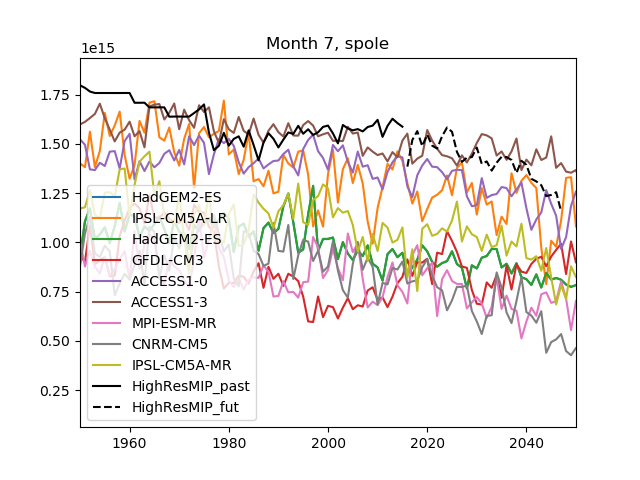 Month 7, spole
1e15
1.75
1.50
1.25
1.00
0.75
0.50
0.25
HadGEM2-ES
IPSL-CM5A-LR
HadGEM2-ES
GFDL-CM3
ACCESS1-0
ACCESS1-3
MPI-ESM-MR
CNRM-CM5
IPSL-CM5A-MR
HighResMIP_past
HighResMIP_fut
1960 1980 2000 2020 2040